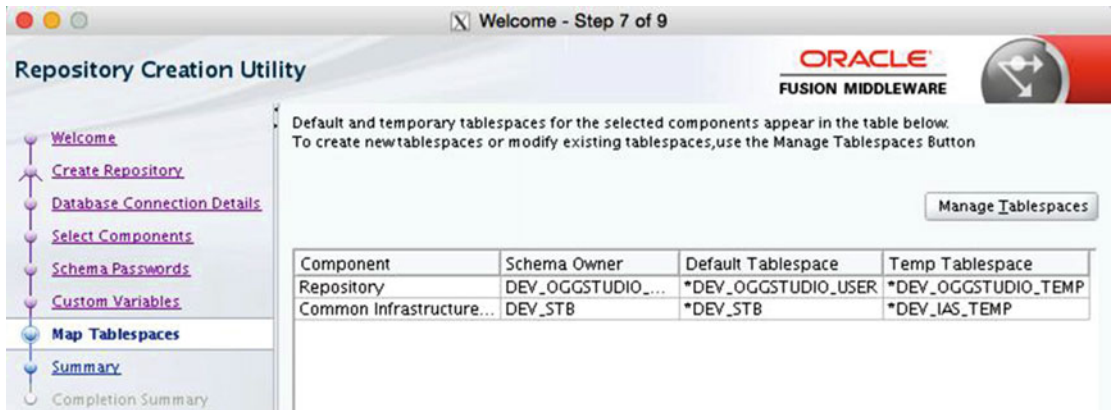 Welcome - Step 7 of 9
Repository Creation Utility
ORACLE
FUSION MIDDLEWARE
Welcome
Create Repository
Database Connection Details
Select Components
Schema Passwords
Custom Variables
Map Tablespaces
Summary
Completion Summary
Default and temporary tablespaces for the selected components appear in the table below.
To create new tablespaces or modify existing tablespaces,use the Manage Tablespaces Button
Manage Tablespaces
Component Schema Owner Default Tablespace Temp Tablespace
Repository DEV_OGGSTUDIO_... *DEV_OGGSTUDIO_USER *DEV_OGGSTUDIO_TEMP
Common Infrastructure... DEV_STB *DEV_STB *DEV_IAS_TEMP